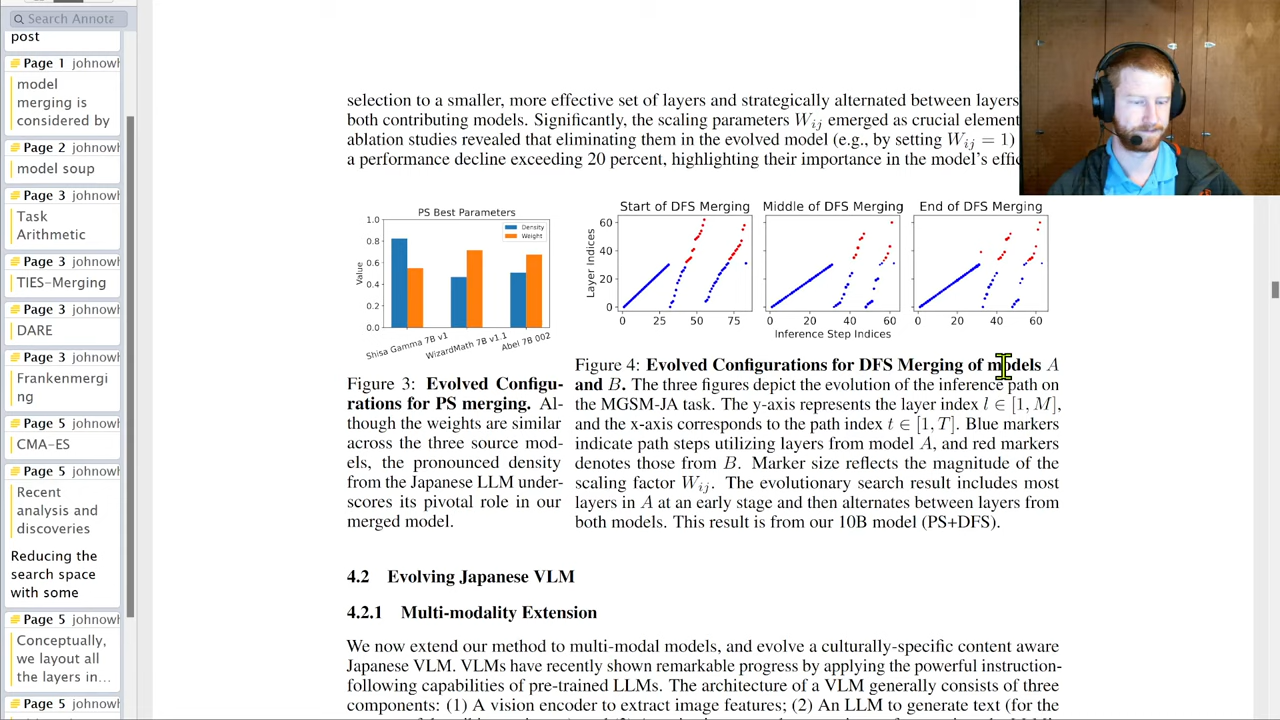 Search Annota
post
Page 1 johnowh
model
merging is
considered by
Page 2 johnowh
model soup
Page 3 johnowh
Task
Arithmetic
Page 3 johnowh
TIES-Merging
Page 3 johnowh
DARE
Page 3 johnowh
Frankenmergi
ng
Page 5 johnowh
CMA-ES
Page 5 johnowh
Recent
analysis and
discoveries
Reducing the
search space
with some
Page 5 johnowh
Conceptually,
we layout all
the layers in...
Page 5 johnowh
selection to a smaller, more effective set of layers and strategically alternated between layers
both contributing models. Significantly, the scaling parameters W_ij emerged as crucial element
ablation studies revealed that eliminating them in the evolved model (e.g., by setting W_ij = 1)
a performance decline exceeding 20 percent, highlighting their importance in the model's effic
PS Best Parameters
Density
Weight
Value
1.0
0.8
0.6
0.4
0.2
0.0
Shisa Gamma 7B v1
WizardMath 7B v1.1
Abel 7B 002
Figure 3: Evolved Configu-
rations for PS merging. Al-
though the weights are similar
across the three source mod-
els, the pronounced density
from the Japanese LLM under-
scores its pivotal role in our
merged model.
Start of DFS Merging
Middle of DFS Merging
End of DFS Merging
Layer Indices
60
40
20
0
0 25 50 75
0 20 40 60
0 20 40 60
Inference Step Indices
Figure 4: Evolved Configurations for DFS Merging of models A
and B. The three figures depict the evolution of the inference path on
the MGSM-JA task. The y-axis represents the layer index l ∈ [1, M],
and the x-axis corresponds to the path index t ∈ [1, T]. Blue markers
indicate path steps utilizing layers from model A, and red markers
denotes those from B. Marker size reflects the magnitude of the
scaling factor W_ij. The evolutionary search result includes most
layers in A at an early stage and then alternates between layers from
both models. This result is from our 10B model (PS+DFS).
4.2 Evolving Japanese VLM
4.2.1 Multi-modality Extension
We now extend our method to multi-modal models, and evolve a culturally-specific content aware
Japanese VLM. VLMs have recently shown remarkable progress by applying the powerful instruction-
following capabilities of pre-trained LLMs. The architecture of a VLM generally consists of three
components: (1) A vision encoder to extract image features; (2) An LLM to generate text (for the